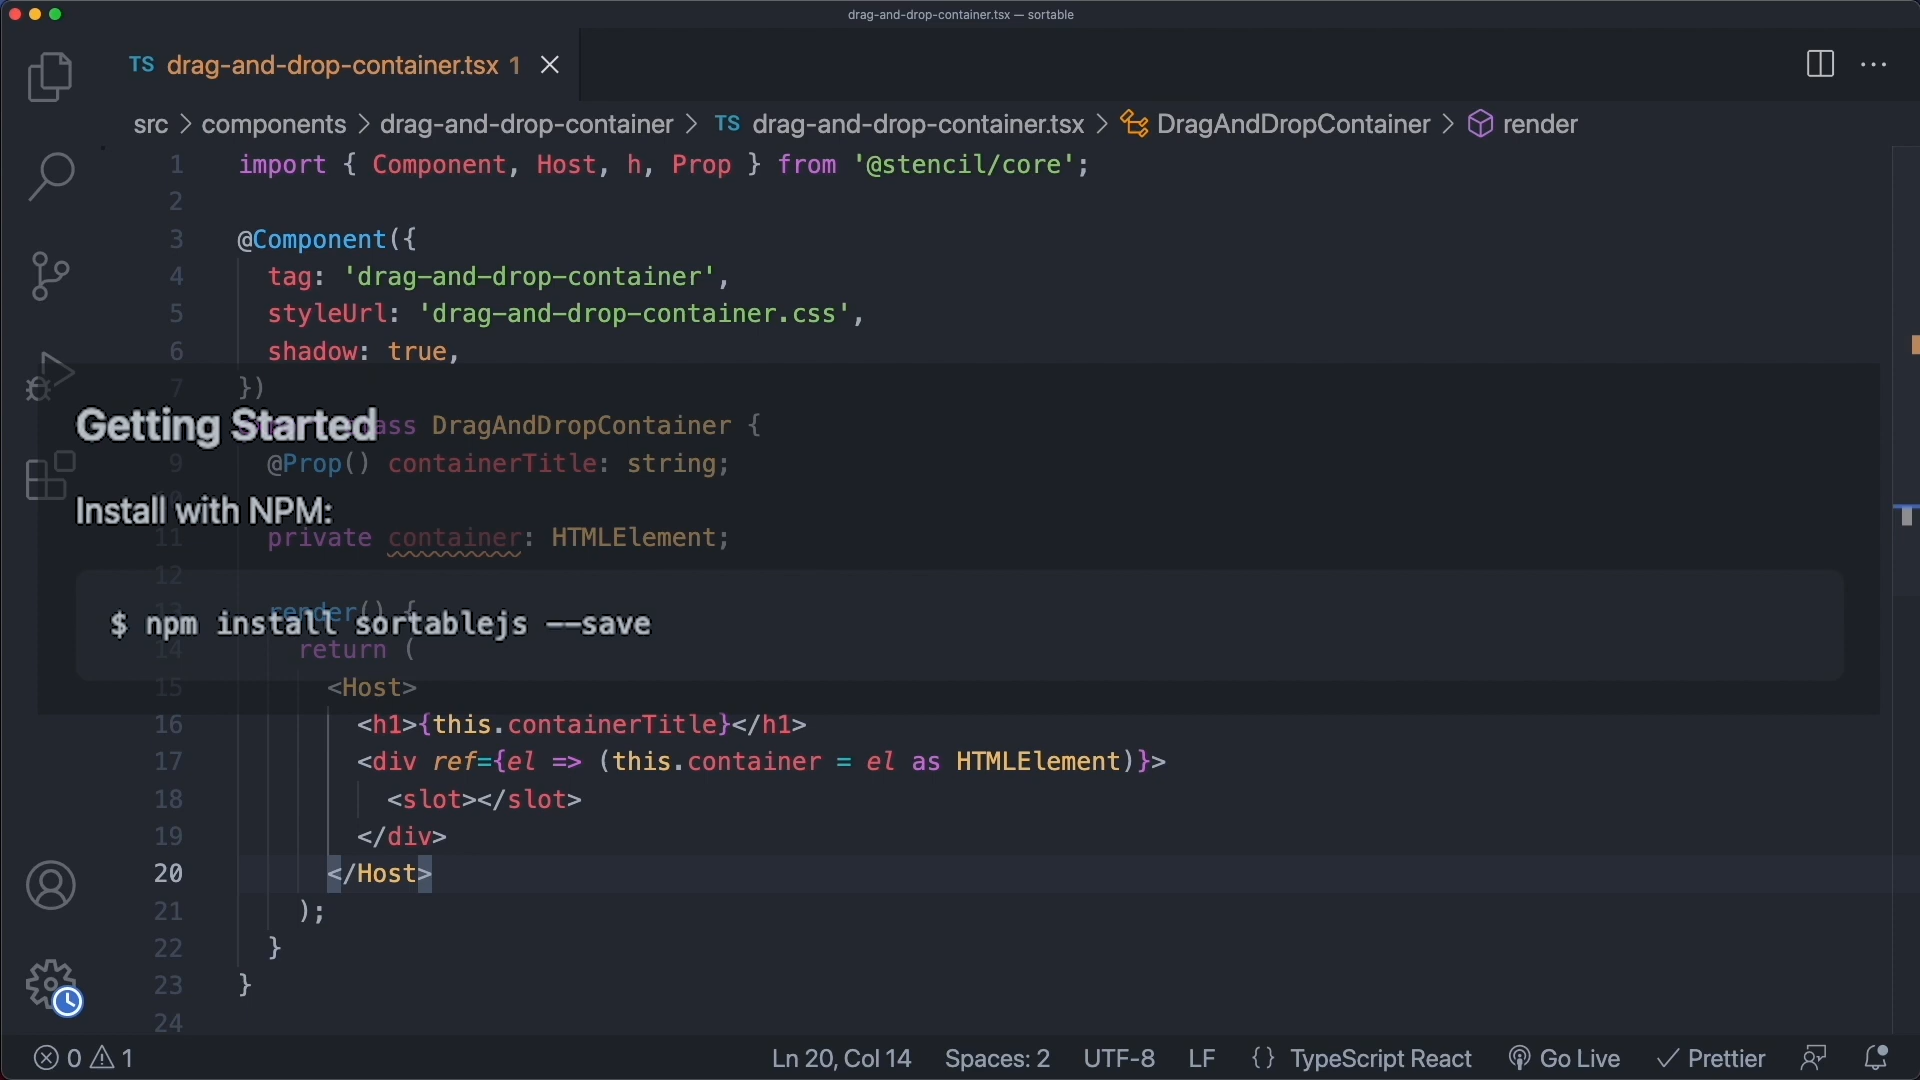 drag-and-drop-container.tsx — sortable
TS drag-and-drop-container.tsx 1
src > components > drag-and-drop-container > TS drag-and-drop-container.tsx > DragAndDropContainer > render
1 import { Component, Host, h, Prop } from '@stencil/core';
2
3 @Component({
4 tag: 'drag-and-drop-container',
5 styleUrl: 'drag-and-drop-container.css',
6 shadow: true,
7 })
Getting Started
ass DragAndDropContainer {
9 @Prop() containerTitle: string;
Install with NPM:
11 private container: HTMLElement;
12
13 render() {
$ npm install sortablejs --save
14 return (
15 <Host>
16 <h1>{this.containerTitle}</h1>
17 <div ref={el => (this.container = el as HTMLElement)}>
18 <slot></slot>
19 </div>
20 </Host>
21 );
22 }
23 }
24
0 1 Ln 20, Col 14 Spaces: 2 UTF-8 LF {} TypeScript React Go Live Prettier